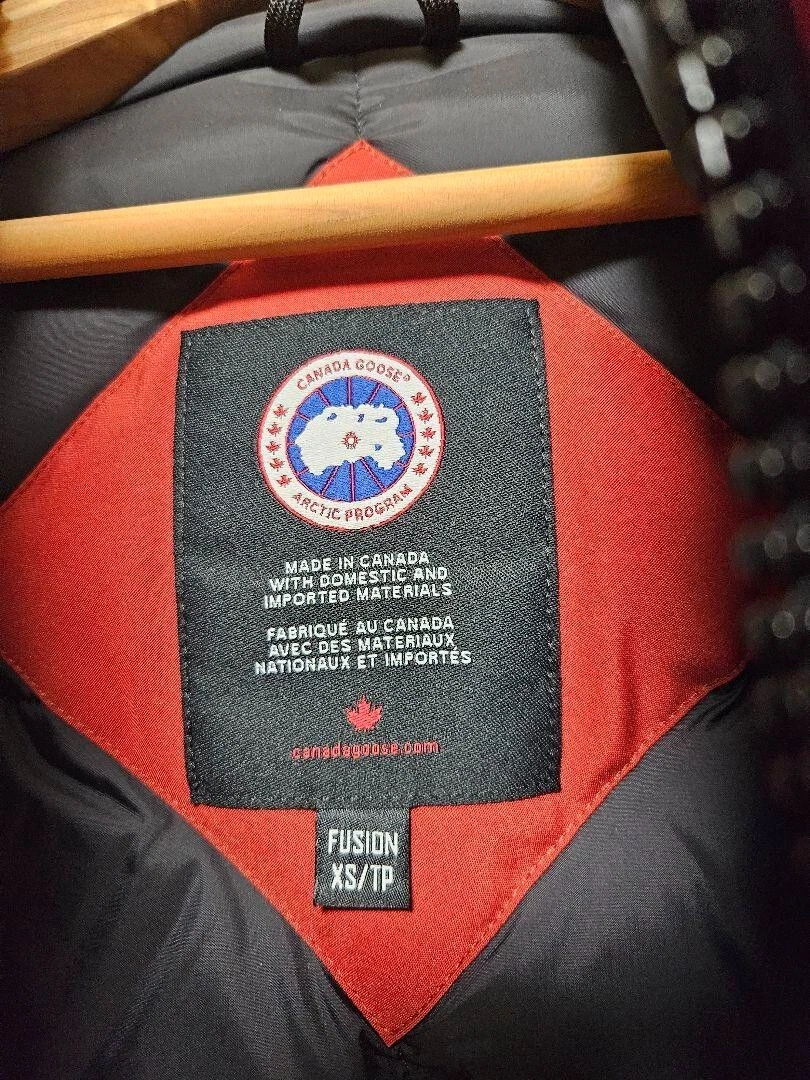 CANADA GOOSE®
ARCTIC PROGRAM
MADE IN CANADA
WITH DOMESTIC AND
IMPORTED MATERIALS
FABRIQUÉ AU CANADA
AVEC DES MATERIAUX
NATIONAUX ET IMPORTÉS
canadagoose.com
FUSION
XS/TP